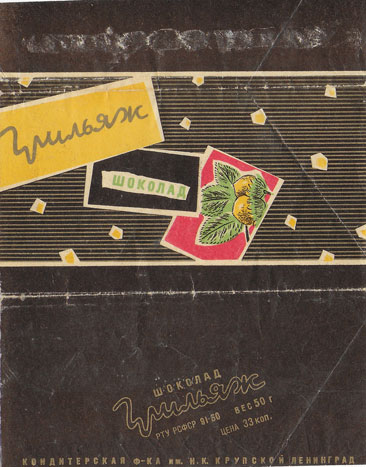 Грильяж
ШОКОЛАД
ШОКОЛАД
Грильяж
РТУ РСФСР 91-60 ВЕС 50 г
ЦЕНА 33 КОП.
КОНДИТЕРСКАЯ Ф-КА им. Н.К. КРУПСКОЙ ЛЕНИНГРАД